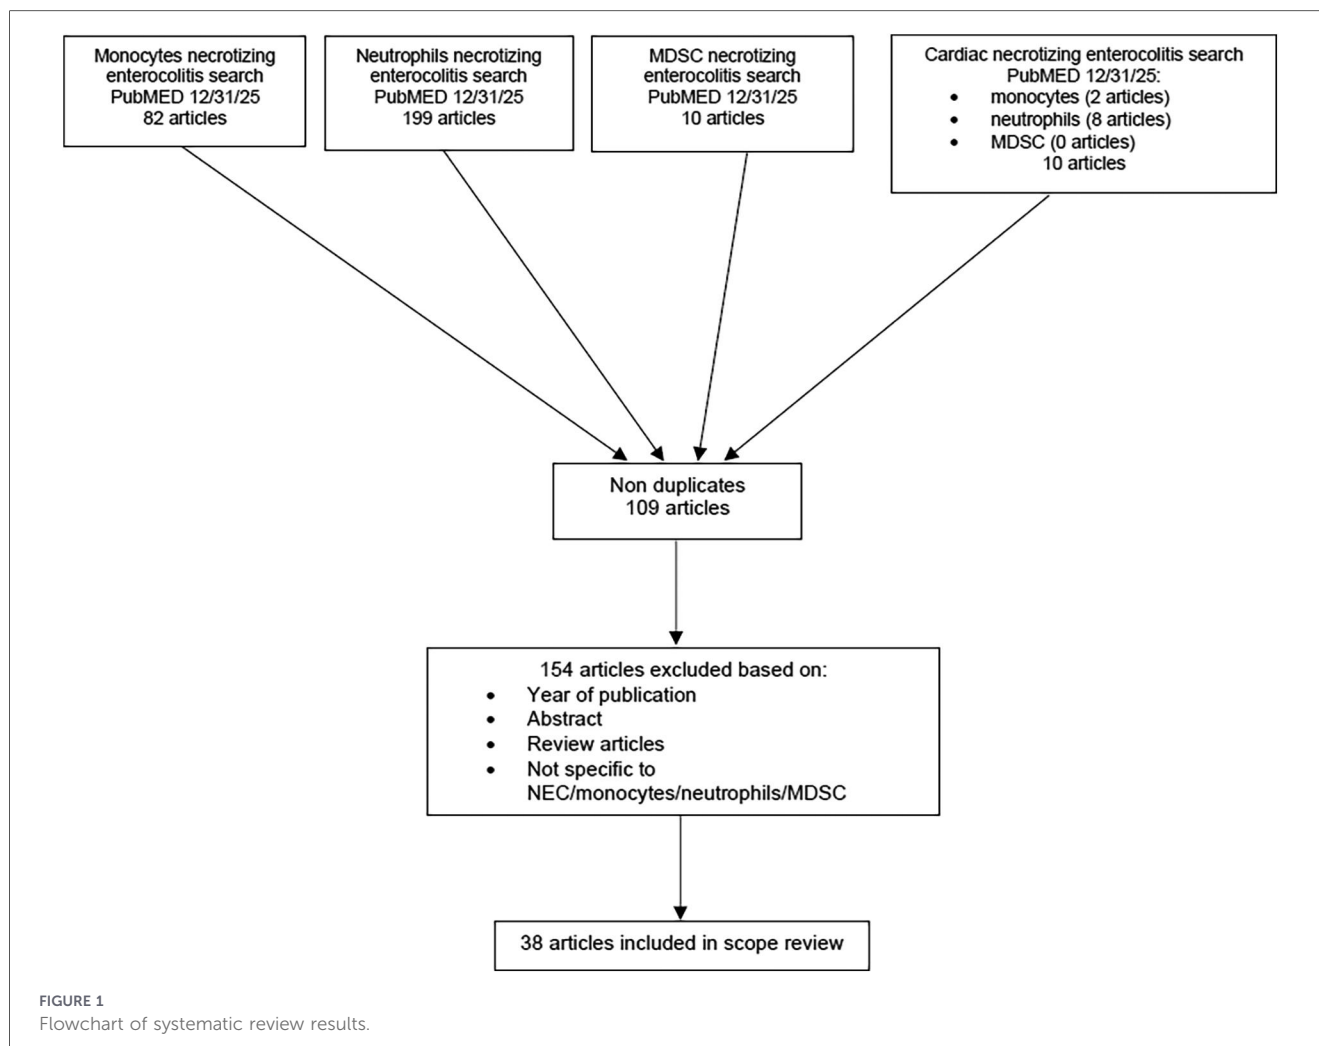 Monocytes necrotizing
enterocolitis search
PubMED 12/31/25
82 articles
Neutrophils necrotizing
enterocolitis search
PubMED 12/31/25
199 articles
MDSC necrotizing
enterocolitis search
PubMED 12/31/25
10 articles
Cardiac necrotizing enterocolitis search
PubMED 12/31/25:
• monocytes (2 articles)
• neutrophils (8 articles)
• MDSC (0 articles)
10 articles
Non duplicates
109 articles
154 articles excluded based on:
• Year of publication
• Abstract
• Review articles
• Not specific to
NEC/monocytes/neutrophils/MDSC
38 articles included in scope review
FIGURE 1
Flowchart of systematic review results.